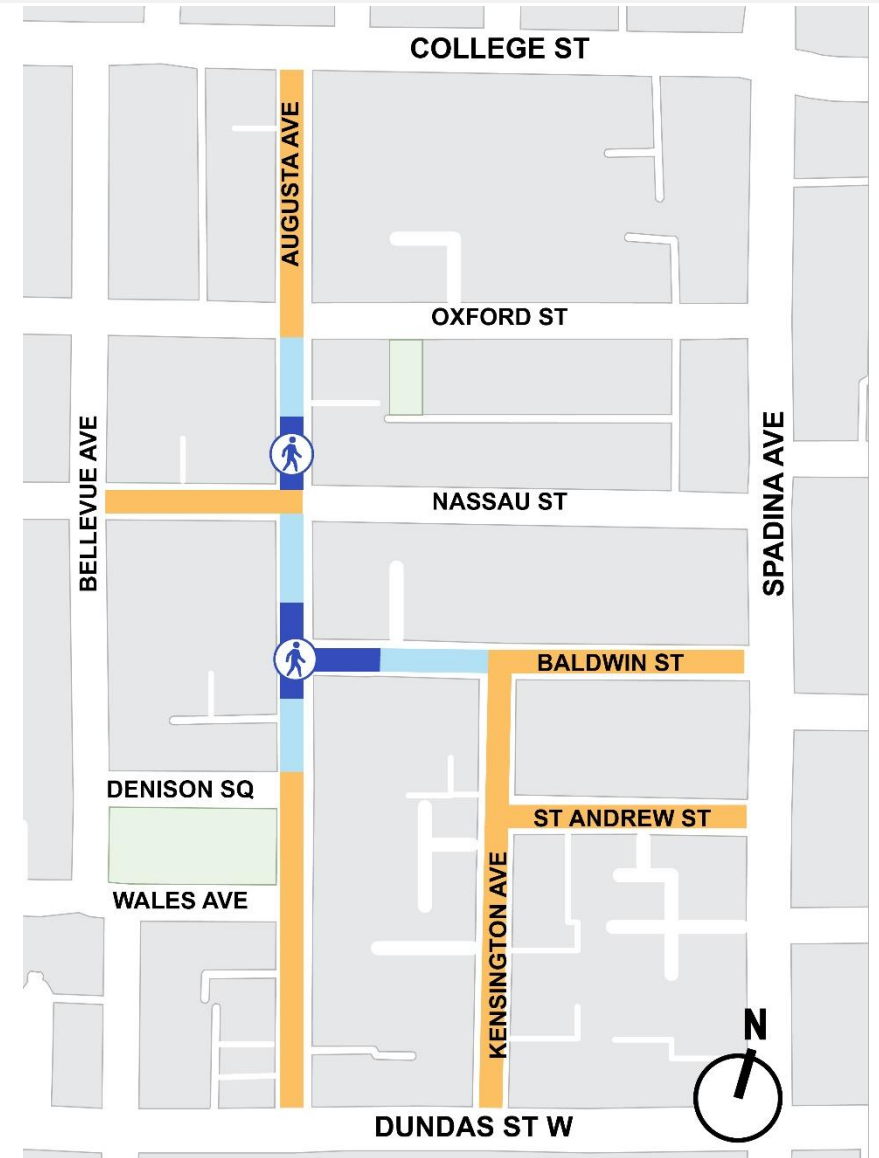 COLLEGE ST
AUGUSTA AVE
OXFORD ST
BELLEVUE AVE
NASSAU ST
SPADINA AVE
BALDWIN ST
DENISON SQ
ST ANDREW ST
WALES AVE
KENSINGTON AVE
N
DUNDAS ST W